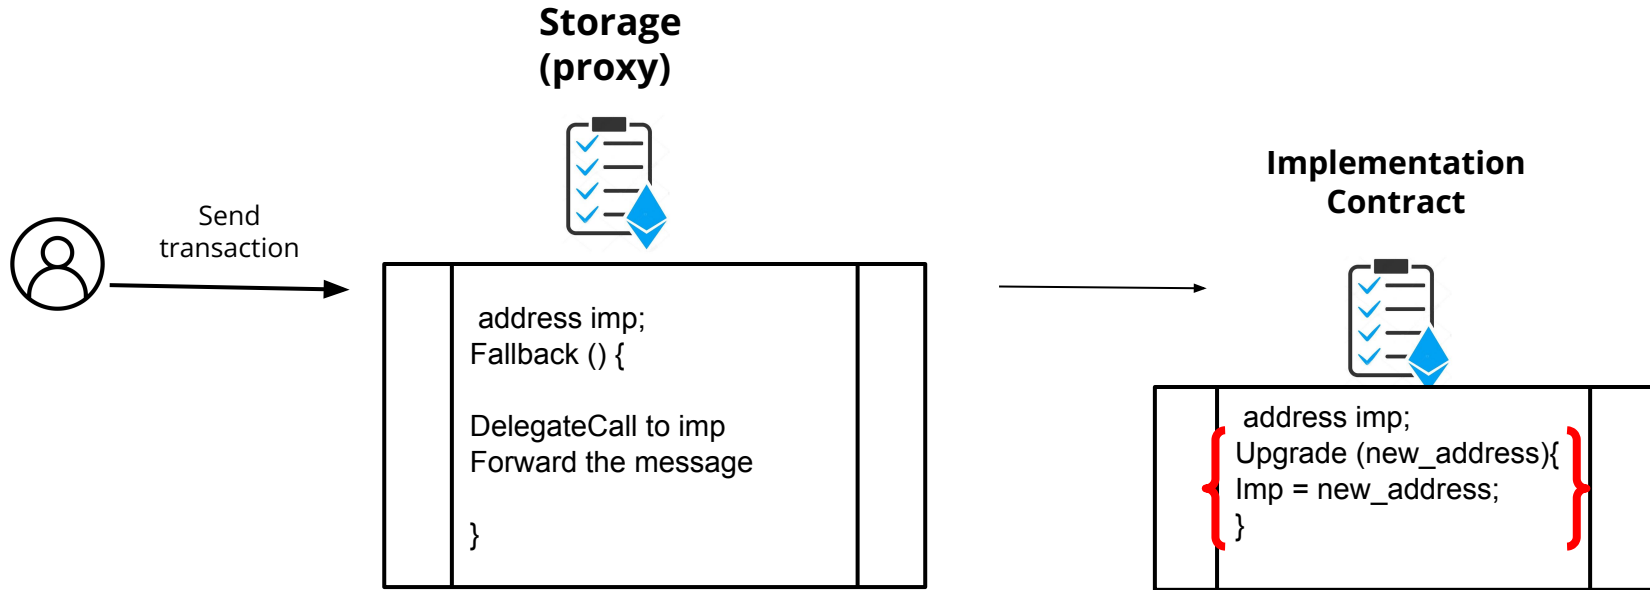 Storage
(proxy)
Send
transaction
address imp;
Fallback () {
DelegateCall to imp
Forward the message
}
Implementation
Contract
address imp;
Upgrade (new_address){
Imp = new_address;
}